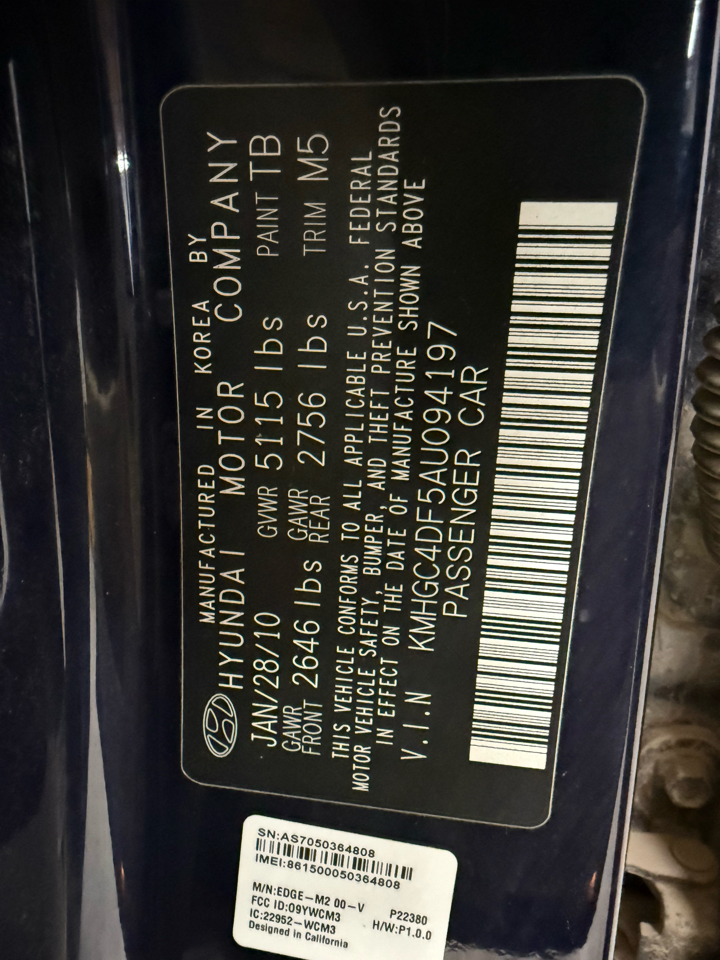 MANUFACTURED IN KOREA BY
HYUNDAI MOTOR COMPANY
JAN/28/10 GVWR 5115 lbs PAINT TB
GAWR FRONT 2646 lbs GAWR REAR 2756 lbs TRIM M5
THIS VEHICLE CONFORMS TO ALL APPLICABLE U.S.A. FEDERAL
MOTOR VEHICLE SAFETY, BUMPER, AND THEFT PREVENTION STANDARDS
IN EFFECT ON THE DATE OF MANUFACTURE SHOWN ABOVE
V.I.N KMHGC4DF5AU094197
PASSENGER CAR
SN:AS7050364808
IMEI:861500050364808
M/N:EDGE-M2 00-V P22380
FCC ID:O9YWCM3 H/W:P1.0.0
IC:22952-WCM3
Designed in California